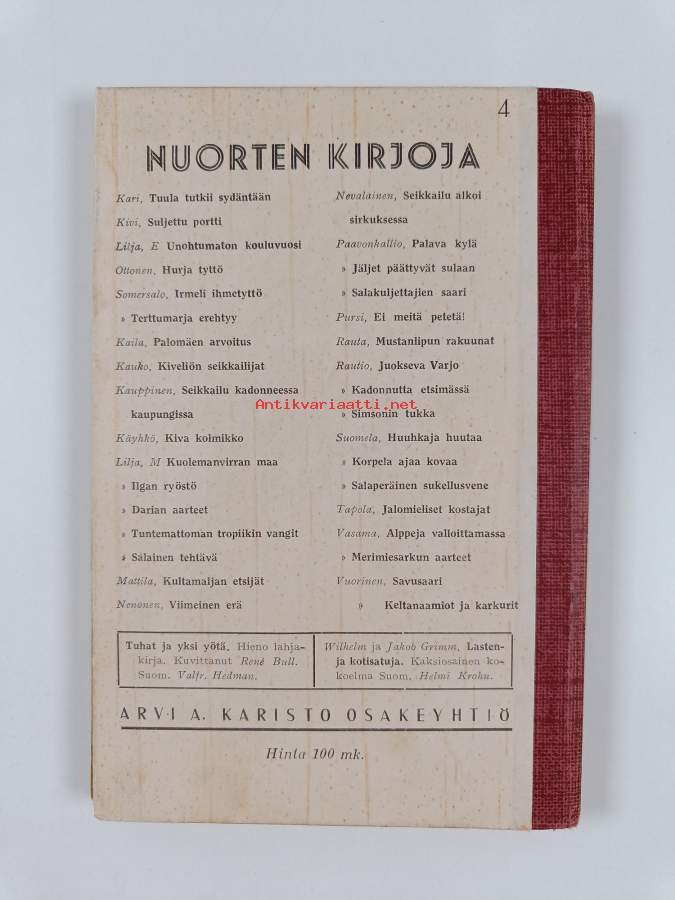 4
NUORTEN KIRJOJA
Kari, Tuula tutkii sydäntään
Kivi, Suljettu portti
Lilja, E Unohtumaton kouluvuosi
Ottonen, Hurja tyttö
Somersalo, Irmeli ihmetyttö
» Terttumarja erehtyy
Kaila, Palomäen arvoitus
Kauko, Kiveliön seikkailijat
Kauppinen, Seikkailu kadonneessa
kaupungissa
Käyhkö, Kiva kolmikko
Lilja, M Kuolemanvirran maa
» Ilgan ryöstö
» Darian aarteet
» Tuntemattoman tropiikin vangit
» Salainen tehtävä
Mattila, Kultamaljan etsijät
Nenonen, Viimeinen erä
Nevalainen, Seikkailu alkoi
sirkuksessa
Paavonkallio, Palava kylä
» Jäljet päättyvät sulaan
» Salakuljettajien saari
Pursi, Ei meitä petetä!
Rauta, Mustanlipun rakuunat
Rautio, Juokseva Varjo
» Kadonnutta etsimässä
» Simsonin tukka
Suomela, Huuhkaja huutaa
» Korpela ajaa kovaa
» Salaperäinen sukellusvene
Tapola, Jalomieliset kostajat
Vasama, Alppeja valloittamassa
» Merimiesarkun aarteet
Vuorinen, Savusaari
» Keltanaamiot ja karkurit
Antikvariaatti.net
Tuhat ja yksi yötä. Hieno lahja-
kirja. Kuvittanut René Bull.
Suom. Valfr. Hedman.
Wilhelm ja Jakob Grimm, Lasten-
ja kotisatuja. Kaksiosainen ko-
koelma Suom. Helmi Krohn.
ARVI A. KARISTO OSAKEYHTIÖ
Hinta 100 mk.